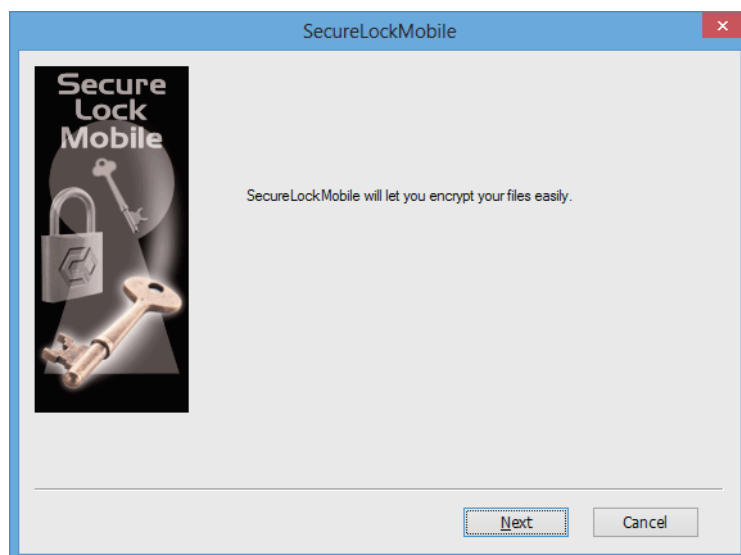 SecureLockMobile
Secure
Lock
Mobile
SecureLockMobile will let you encrypt your files easily.
Next
Cancel